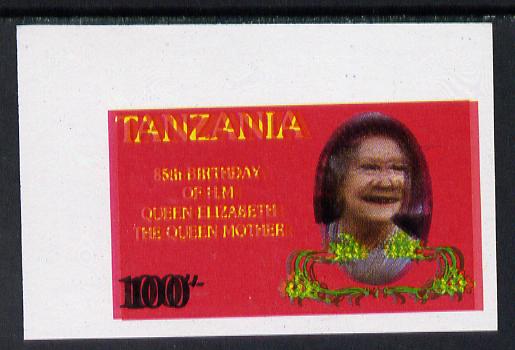 TANZANIA
85th BIRTHDAY
OF H.M.
QUEEN ELIZABETH
THE QUEEN MOTHER
100/-